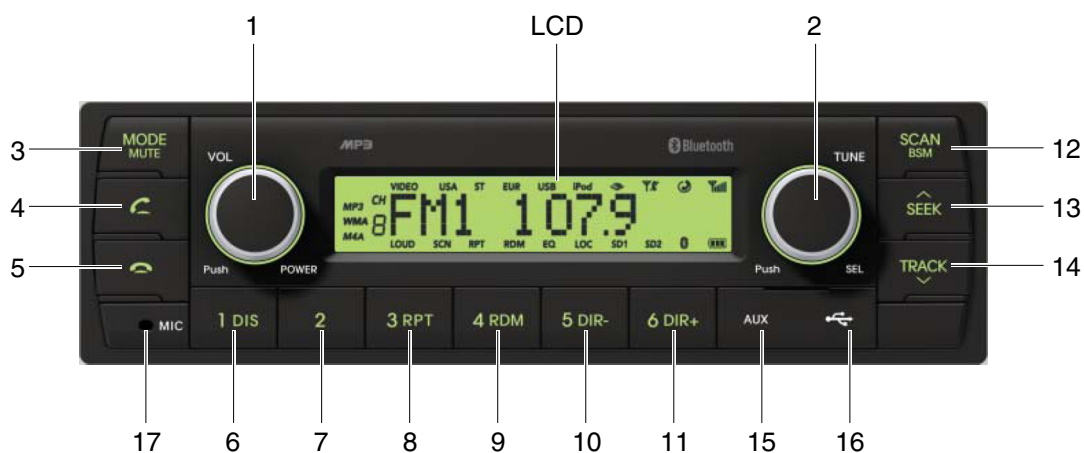 1 LCD 2
3 MODE MUTE VOL MP3 Bluetooth TUNE SCAN BSM 12
VIDEO USA ST EUR USB iPod
MP3 CH
WMA 8 FM1 107.9
M4A
LOUD SCN RPT RDM EQ LOC SD1 SD2
4 SEEK 13
5 Push POWER Push SEL TRACK 14
MIC 1 DIS 2 3 RPT 4 RDM 5 DIR- 6 DIR+ AUX
17 6 7 8 9 10 11 15 16